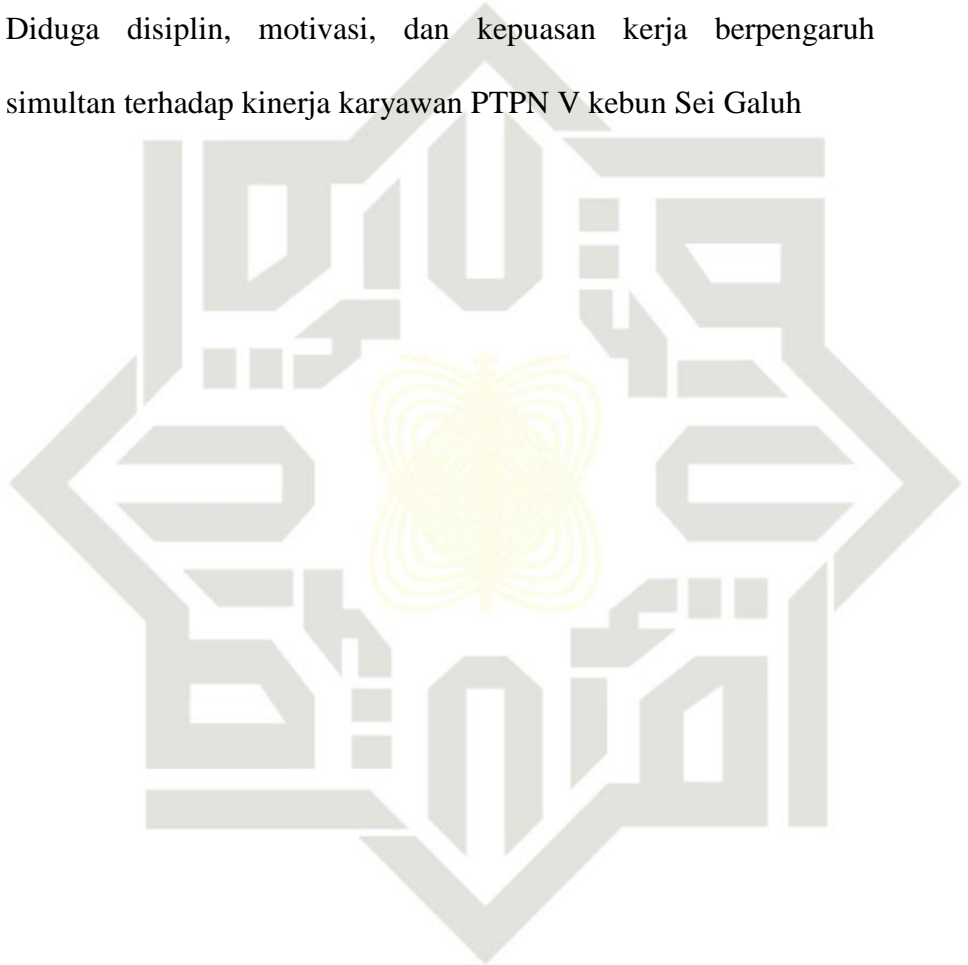 Diduga disiplin, motivasi, dan kepuasan kerja berpengaruh
simultan terhadap kinerja karyawan PTPN V kebun Sei Galuh